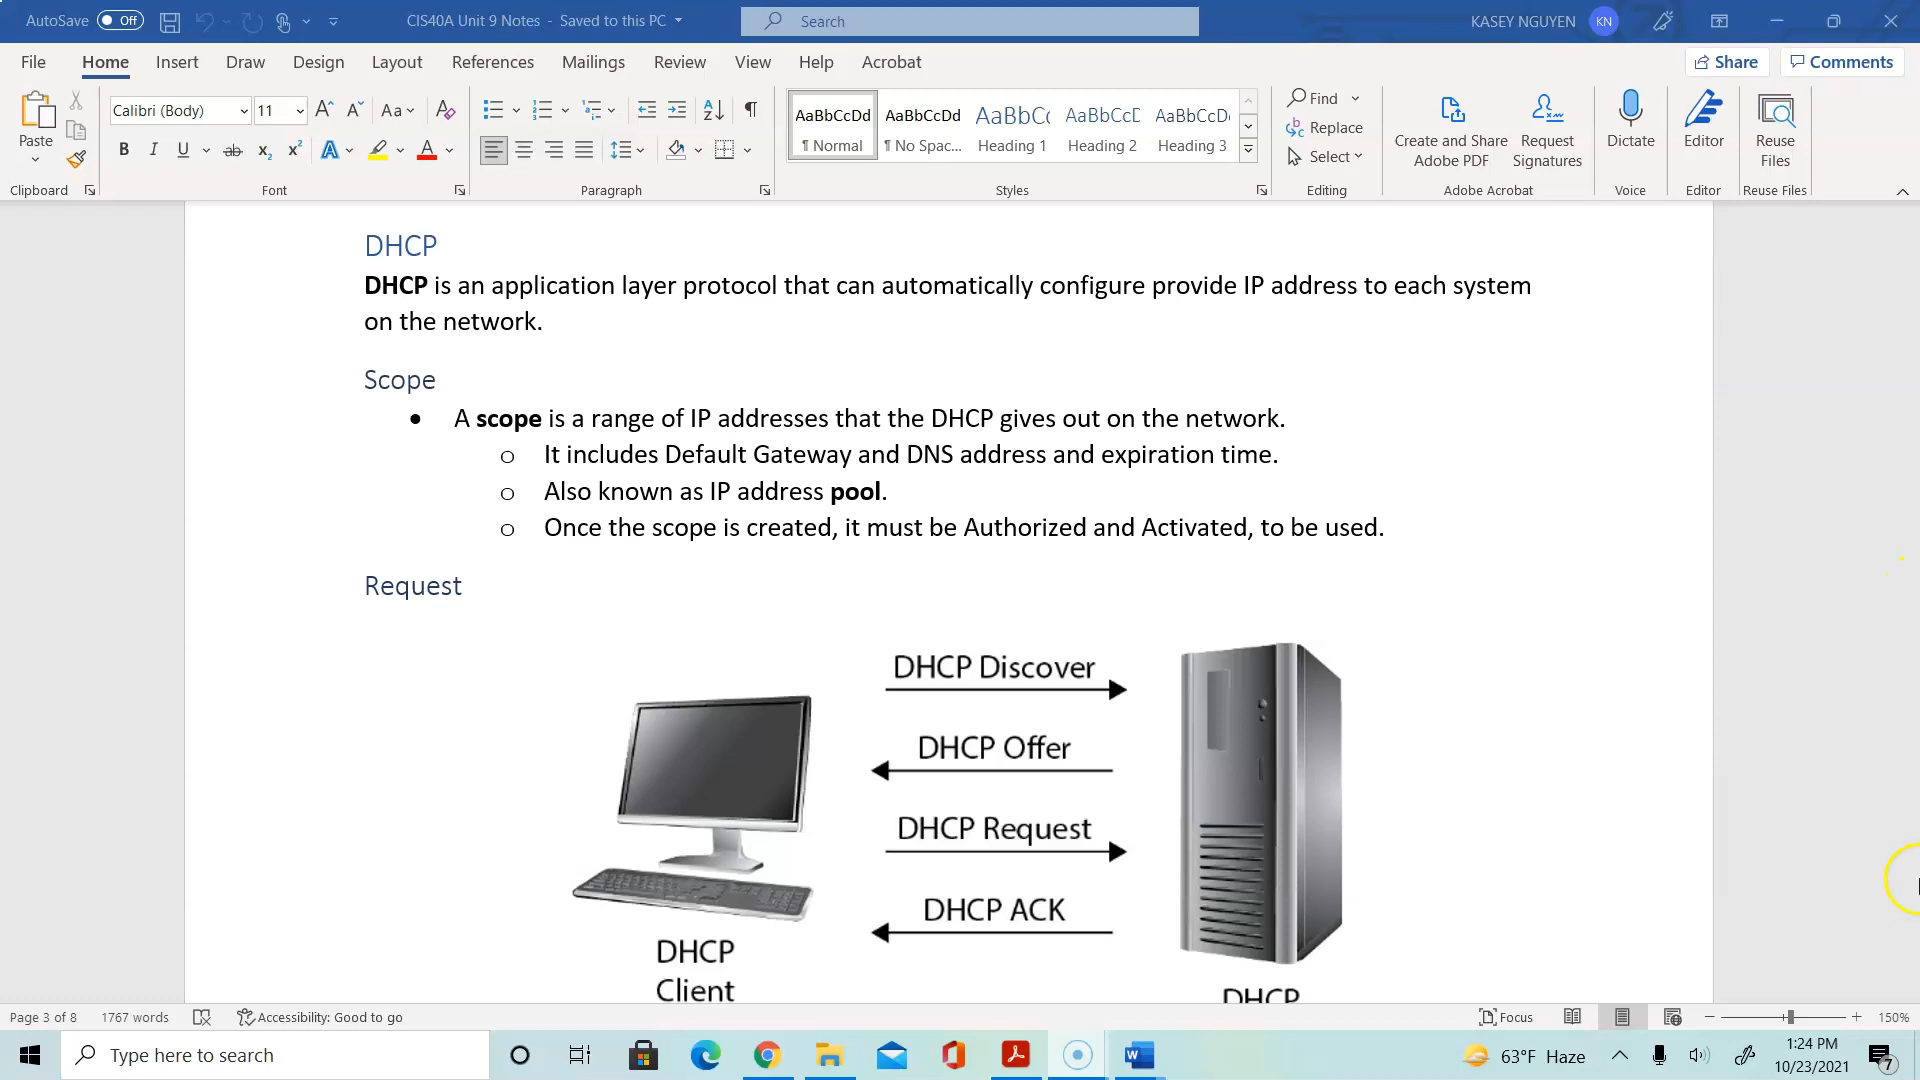 AutoSave Off CIS40A Unit 9 Notes - Saved to this PC Search KASEY NGUYEN KN
File Home Insert Draw Design Layout References Mailings Review View Help Acrobat Share Comments
Paste
Clipboard
Calibri (Body) 11 Aa
B I U ab x₂ x² A A
Font
Paragraph
AaBbCcDd AaBbCcDd AaBbCc AaBbCcD AaBbCcD
¶ Normal ¶ No Spac... Heading 1 Heading 2 Heading 3
Styles
Find
Replace
Select
Editing
Create and Share Adobe PDF
Request Signatures
Adobe Acrobat
Dictate
Voice
Editor
Editor
Reuse Files
Reuse Files
DHCP
DHCP is an application layer protocol that can automatically configure provide IP address to each system
on the network.
Scope
• A scope is a range of IP addresses that the DHCP gives out on the network.
o It includes Default Gateway and DNS address and expiration time.
o Also known as IP address pool.
o Once the scope is created, it must be Authorized and Activated, to be used.
Request
DHCP Discover
DHCP Offer
DHCP Request
DHCP ACK
DHCP
Client
DHCP
Page 3 of 8 1767 words Accessibility: Good to go Focus 150%
Type here to search 63°F Haze 1:24 PM
10/23/2021 7